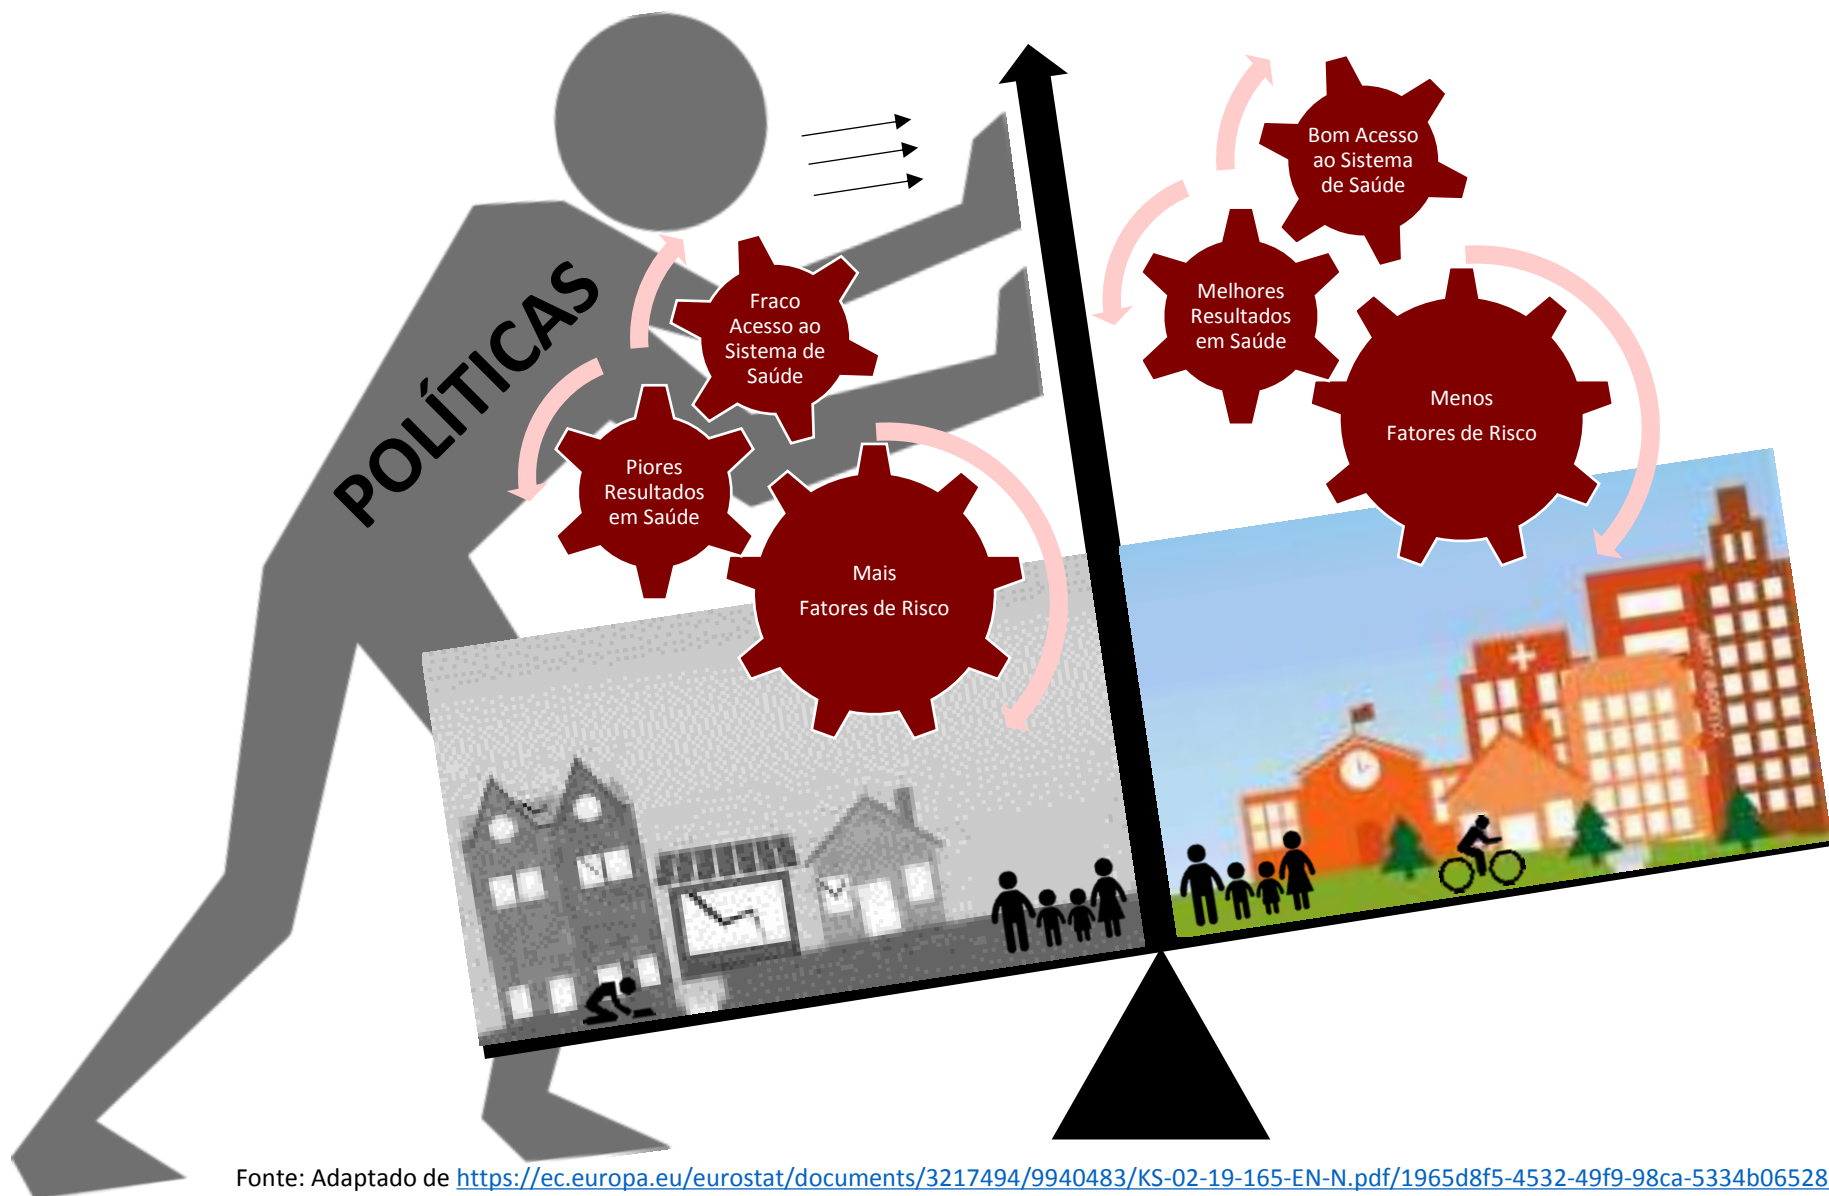 POLÍTICAS
Fraco
Acesso ao
Sistema de
Saúde
Piores
Resultados
em Saúde
Mais
Fatores de Risco
Bom Acesso
ao Sistema
de Saúde
Melhores
Resultados
em Saúde
Menos
Fatores de Risco
Fonte: Adaptado de https://ec.europa.eu/eurostat/documents/3217494/9940483/KS-02-19-165-EN-N.pdf/1965d8f5-4532-49f9-98ca-5334b06528